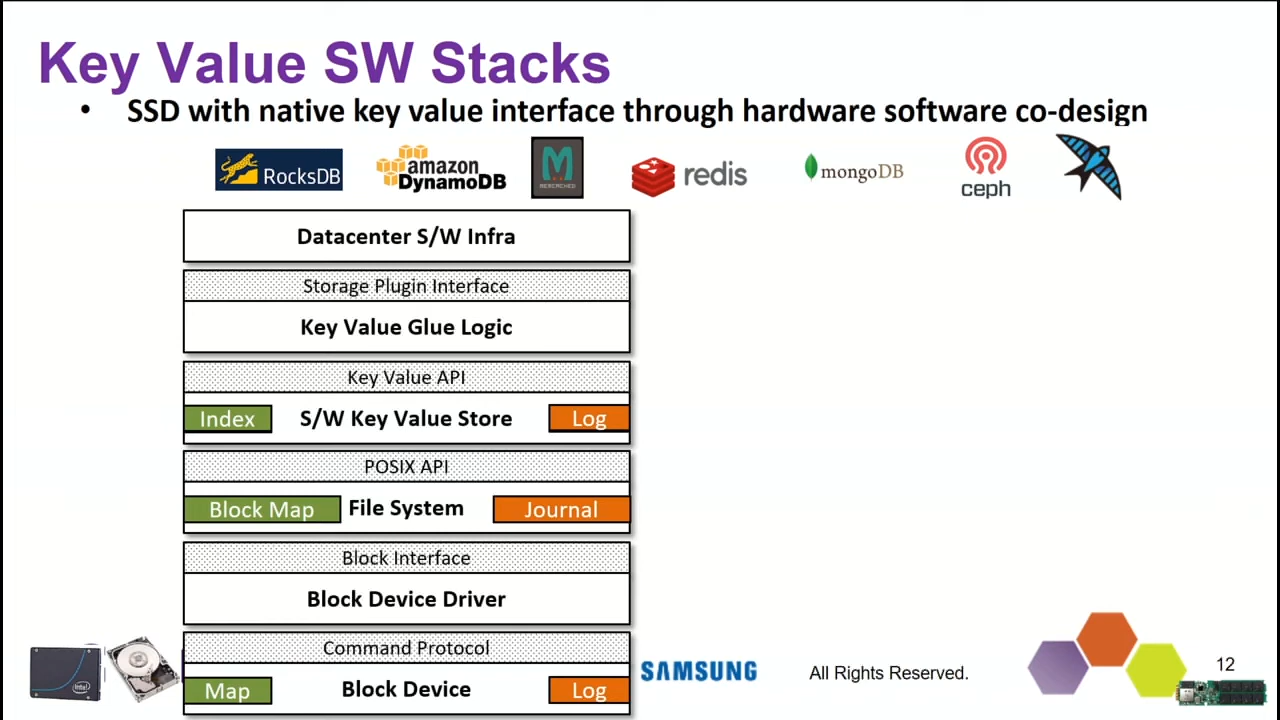 Key Value SW Stacks
• SSD with native key value interface through hardware software co-design
RocksDB
amazon
DynamoDB
MEMCACHED
redis
mongoDB
ceph
Datacenter S/W Infra
Storage Plugin Interface
Key Value Glue Logic
Key Value API
Index S/W Key Value Store Log
POSIX API
Block Map File System Journal
Block Interface
Block Device Driver
Command Protocol
Map Block Device Log
intel
SAMSUNG
All Rights Reserved.
12